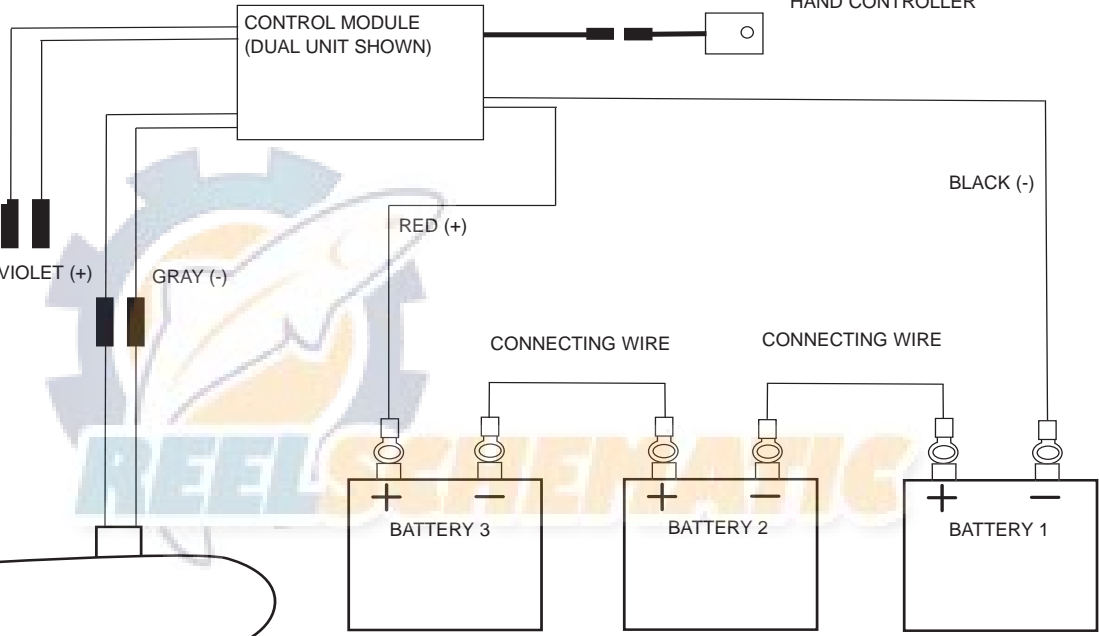 HAND CONTROLLER
CONTROL MODULE
(DUAL UNIT SHOWN)
BLACK (-)
RED (+)
VIOLET (+)
GRAY (-)
CONNECTING WIRE
CONNECTING WIRE
REELSCHEMATIC
+ −
+ −
+ −
BATTERY 3
BATTERY 2
BATTERY 1